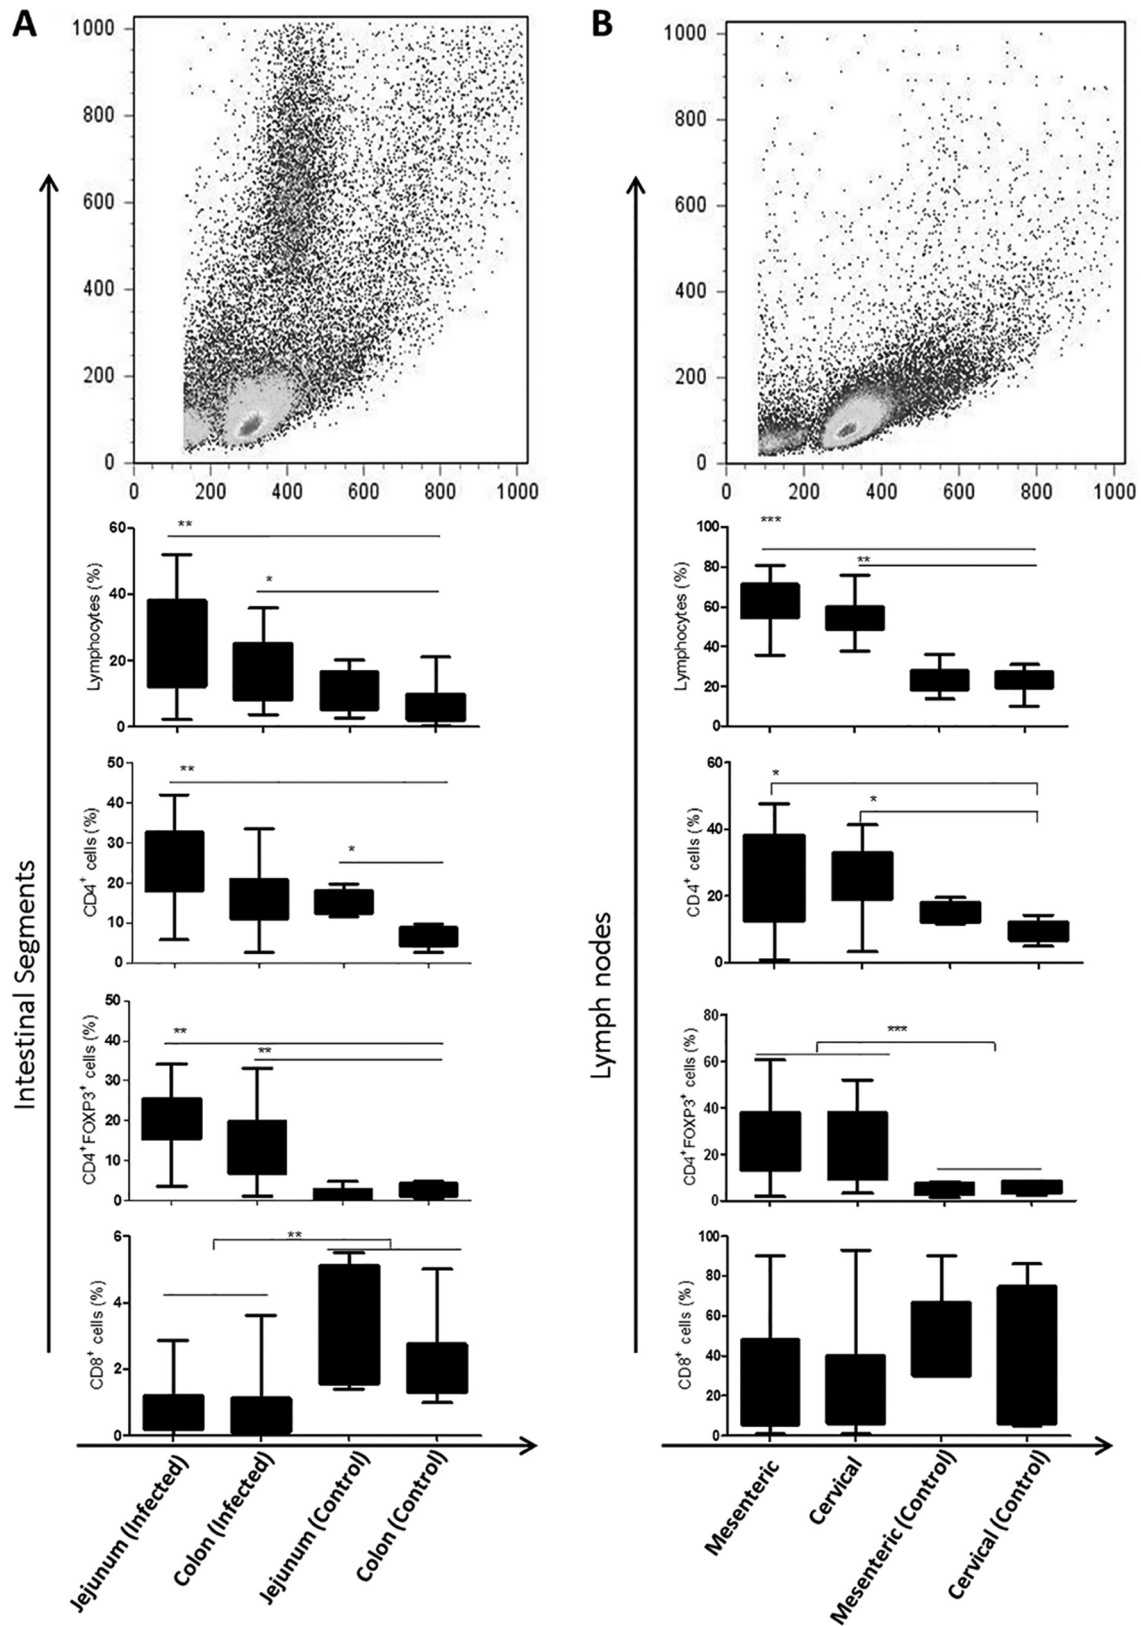 A
1000
800
600
400
200
0
0 200 400 600 800 1000
Intestinal Segments
60
40
20
0
Lymphocytes (%)
**
*
50
40
30
20
10
0
CD4+ cells (%)
**
*
50
40
30
20
10
0
CD4+FOXP3+ cells (%)
**
**
6
4
2
0
CD8+ cells (%)
**
Jejunum (Infected)
Colon (Infected)
Jejunum (Control)
Colon (Control)
B
1000
800
600
400
200
0
0 200 400 600 800 1000
Lymph nodes
100
80
60
40
20
0
Lymphocytes (%)
***
**
60
40
20
0
CD4+ cells (%)
*
*
80
60
40
20
0
CD4+FOXP3+ cells (%)
***
100
80
60
40
20
0
CD8+ cells (%)
Mesenteric
Cervical
Mesenteric (Control)
Cervical (Control)